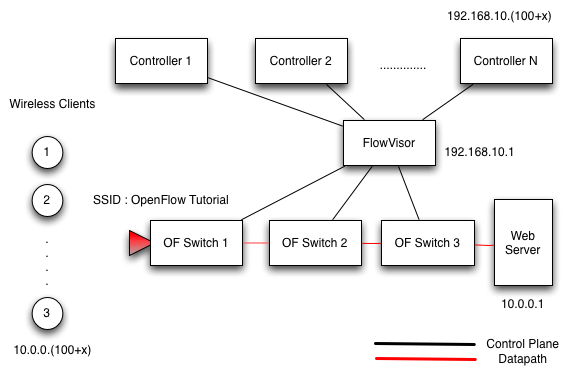 192.168.10.(100+x)
Controller 1
Controller 2
..............
Controller N
Wireless Clients
FlowVisor
192.168.10.1
1
2
SSID : OpenFlow Tutorial
OF Switch 1
OF Switch 2
OF Switch 3
Web
Server
.
.
.
.
3
10.0.0.1
10.0.0.(100+x)
Control Plane
Datapath